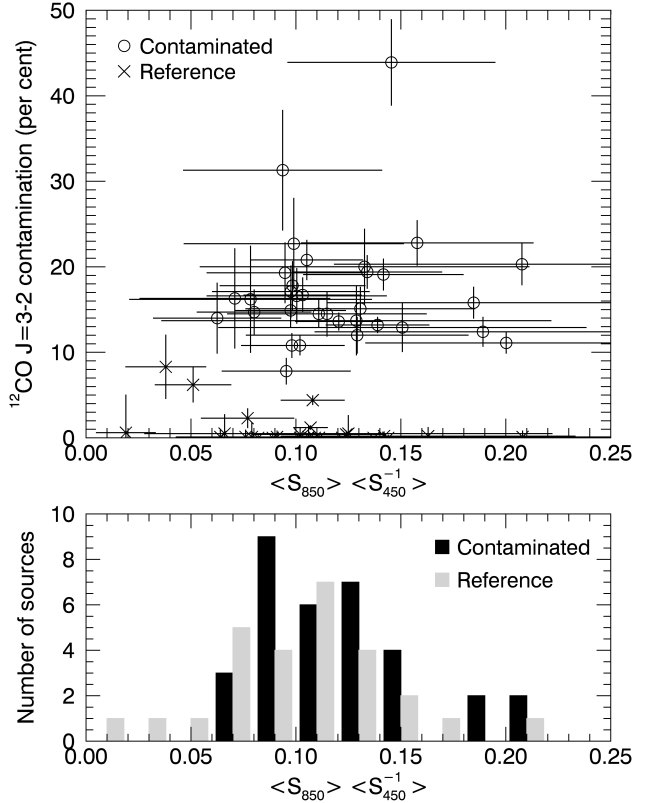 50
40
30
20
10
0
¹²CO J=3-2 contamination (per cent)
Contaminated
Reference
0.00 0.05 0.10 0.15 0.20 0.25
<S₈₅₀> <S₄₅₀⁻¹>
10
8
6
4
2
0
Number of sources
Contaminated
Reference
0.00 0.05 0.10 0.15 0.20 0.25
<S₈₅₀> <S₄₅₀⁻¹>